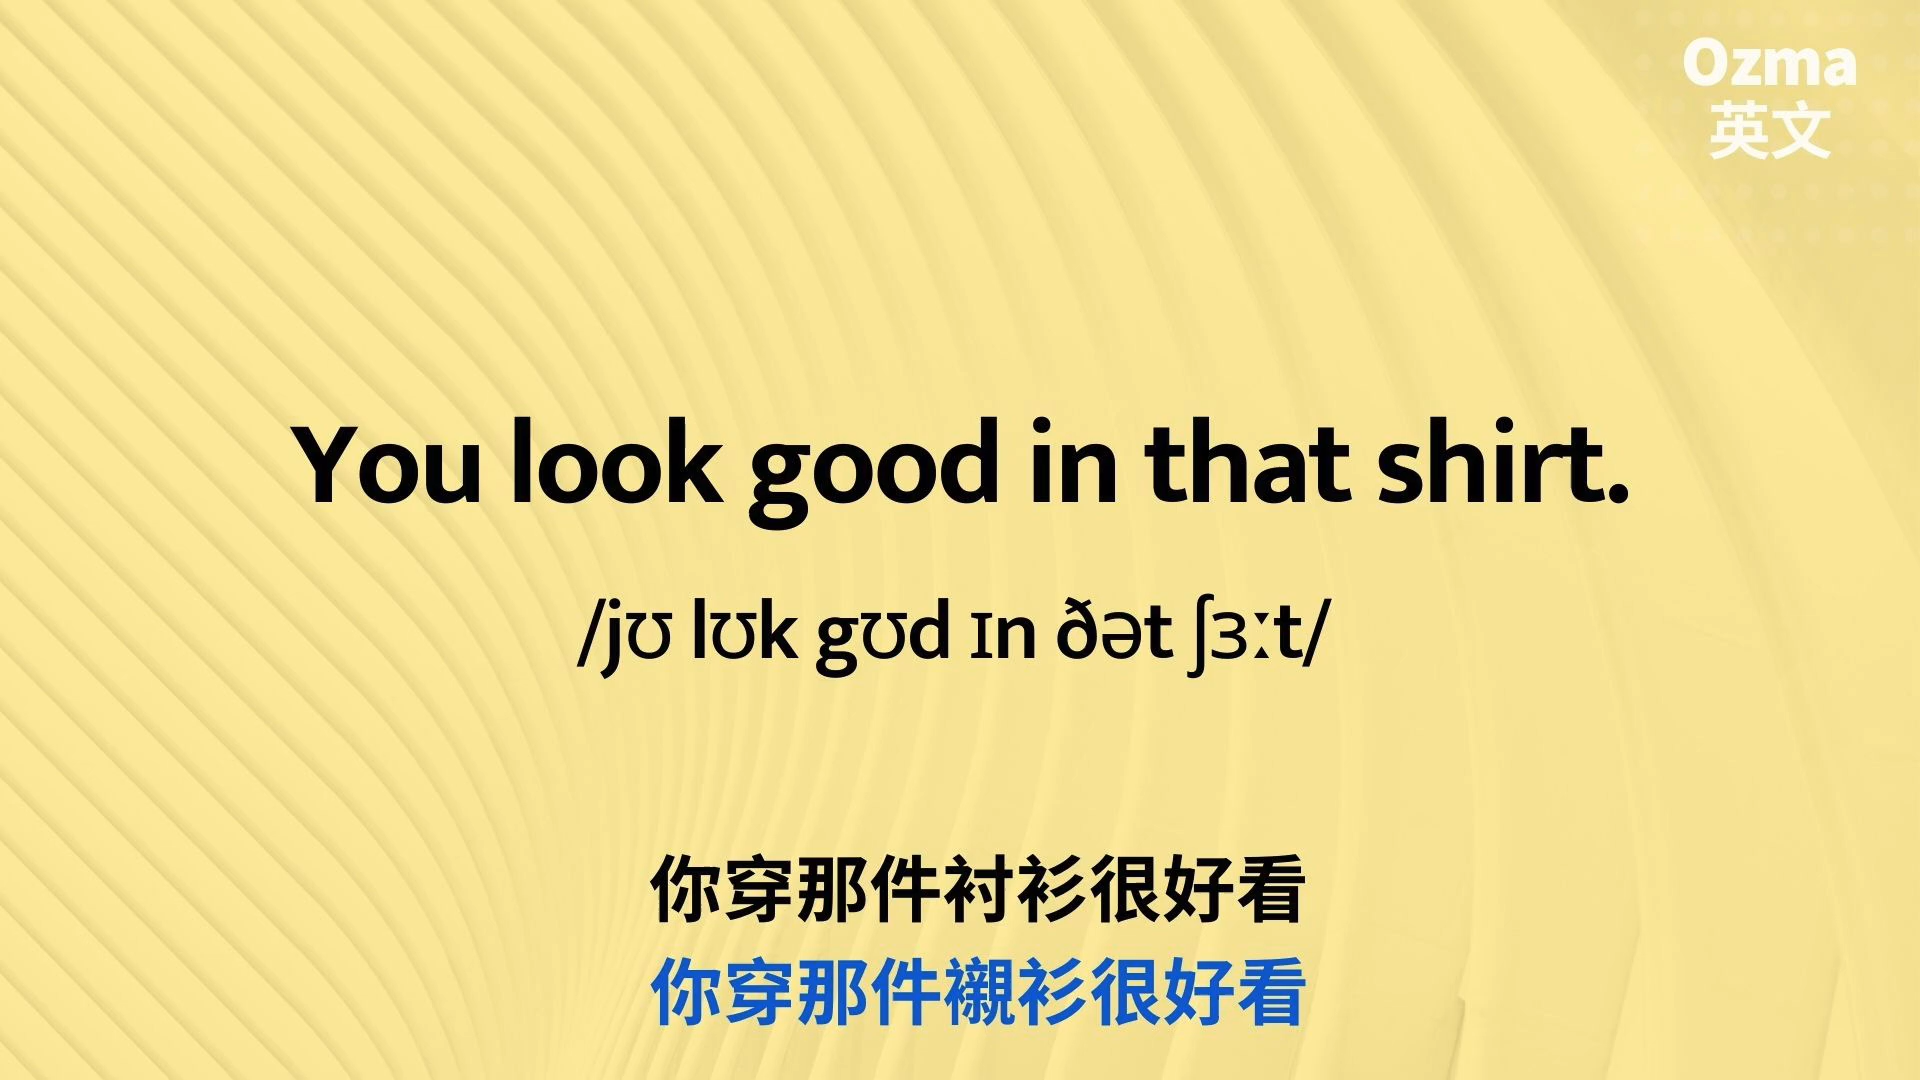 Ozma
英文
You look good in that shirt.
/jʊ lʊk gʊd ɪn ðət ʃɜːt/
你穿那件衬衫很好看
你穿那件襯衫很好看